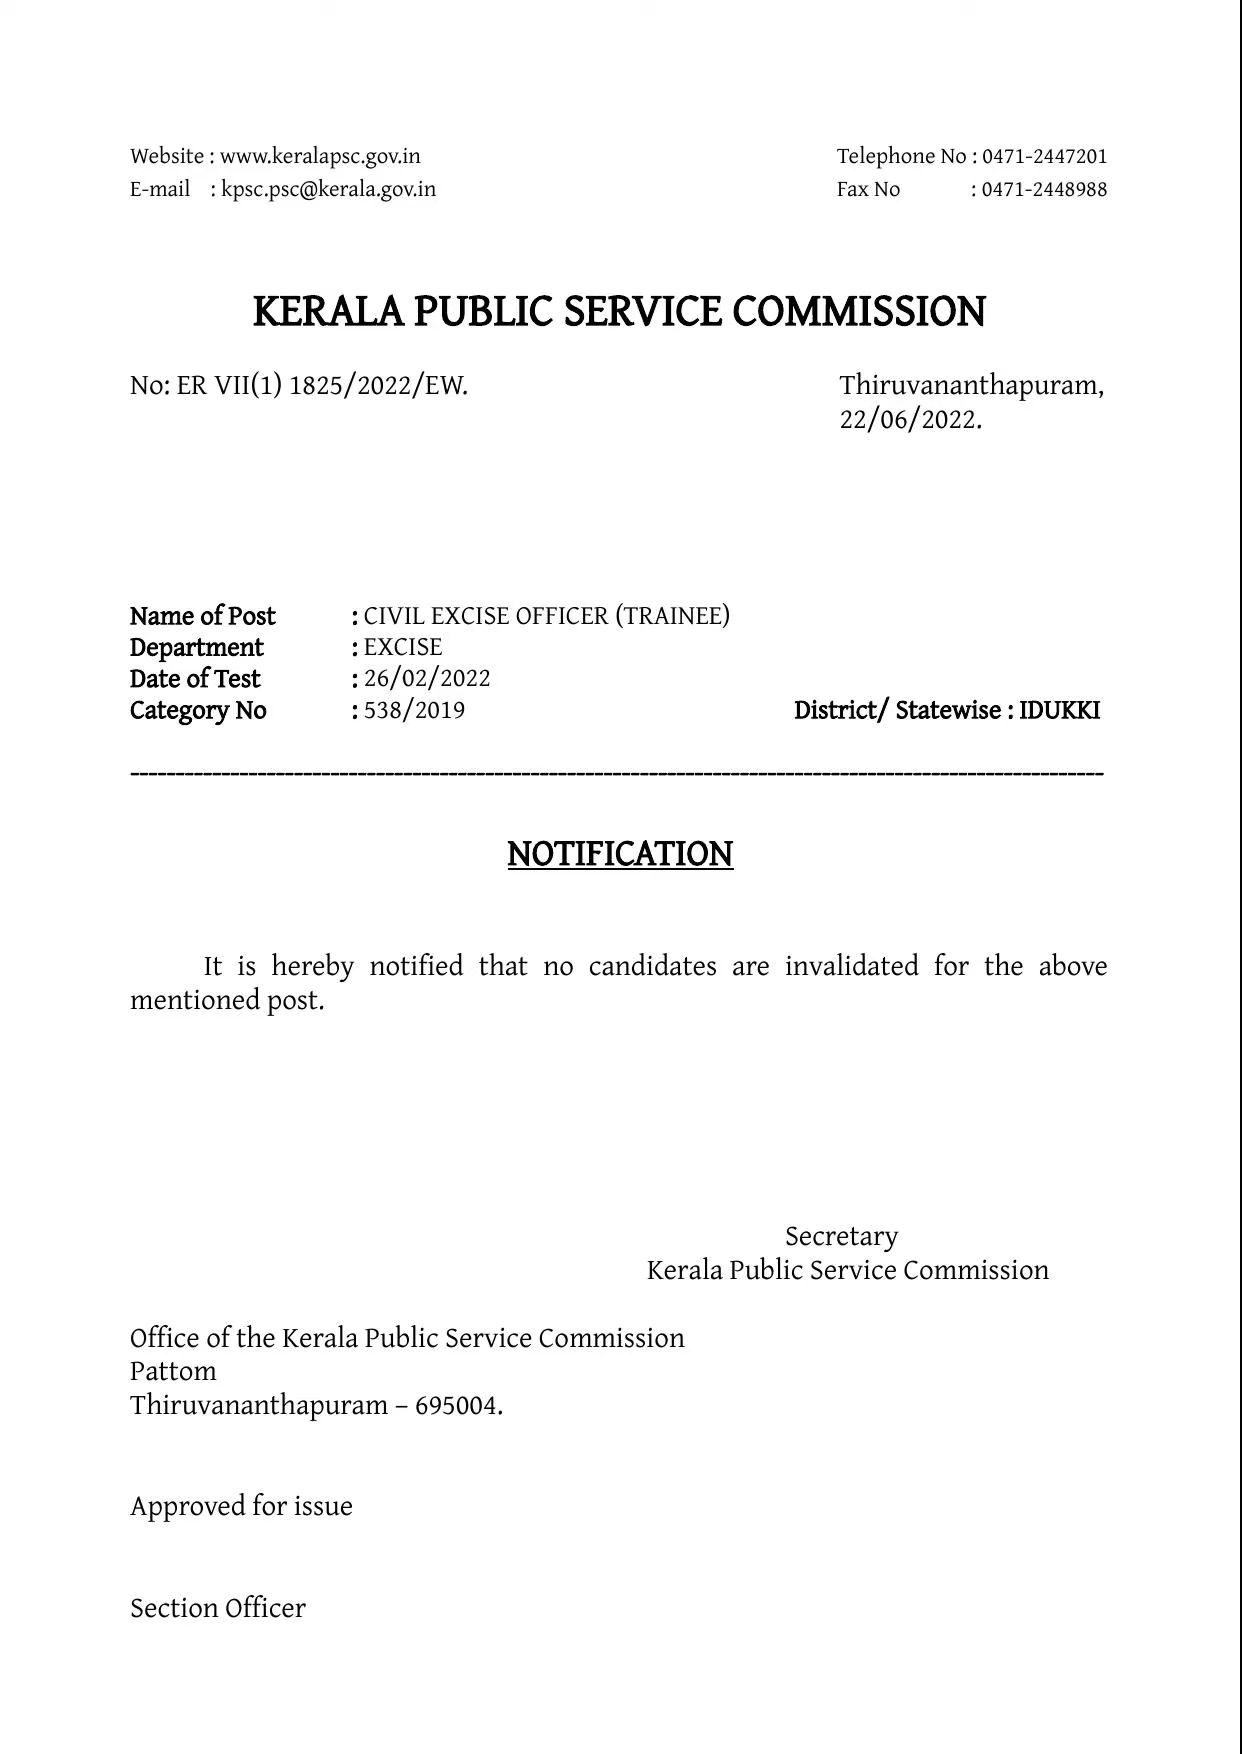 Website : www.keralapsc.gov.in Telephone No : 0471-2447201
E-mail : kpsc.psc@kerala.gov.in Fax No : 0471-2448988
KERALA PUBLIC SERVICE COMMISSION
No: ER VII(1) 1825/2022/EW. Thiruvananthapuram,
22/06/2022.
Name of Post : CIVIL EXCISE OFFICER (TRAINEE)
Department : EXCISE
Date of Test : 26/02/2022
Category No : 538/2019 District/ Statewise : IDUKKI
--------------------------------------------------------------------------------------------------------------
NOTIFICATION
It is hereby notified that no candidates are invalidated for the above
mentioned post.
Secretary
Kerala Public Service Commission
Office of the Kerala Public Service Commission
Pattom
Thiruvananthapuram – 695004.
Approved for issue
Section Officer